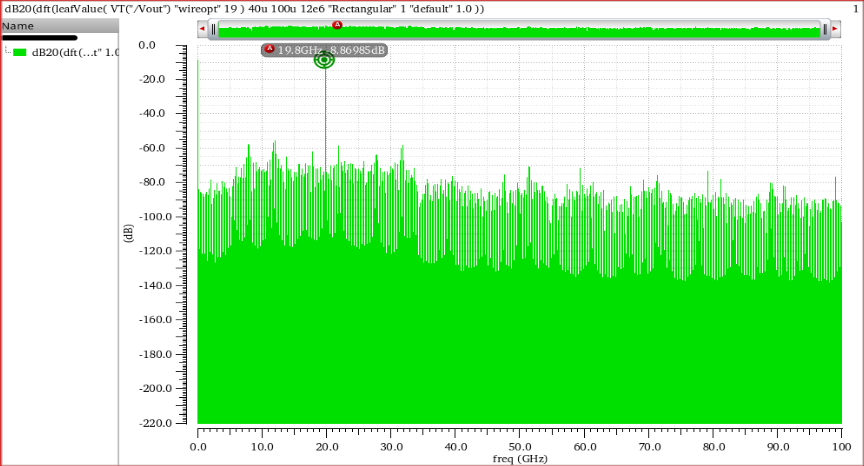 dB20(dft(leafValue( VT("/Vout") "wireopt" 19 ) 40u 100u 12e6 "Rectangular" 1 "default" 1.0 )) 1
Name
dB20(dft(...t" 1.0
A
A 19.8GHz -8.86985dB
0.0
-20.0
-40.0
-60.0
-80.0
-100.0
-120.0
-140.0
-160.0
-180.0
-200.0
-220.0
(dB)
0.0 10.0 20.0 30.0 40.0 50.0 60.0 70.0 80.0 90.0 100
freq (GHz)